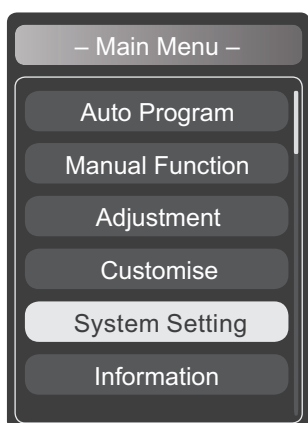 – Main Menu –
Auto Program
Manual Function
Adjustment
Customise
System Setting
Information